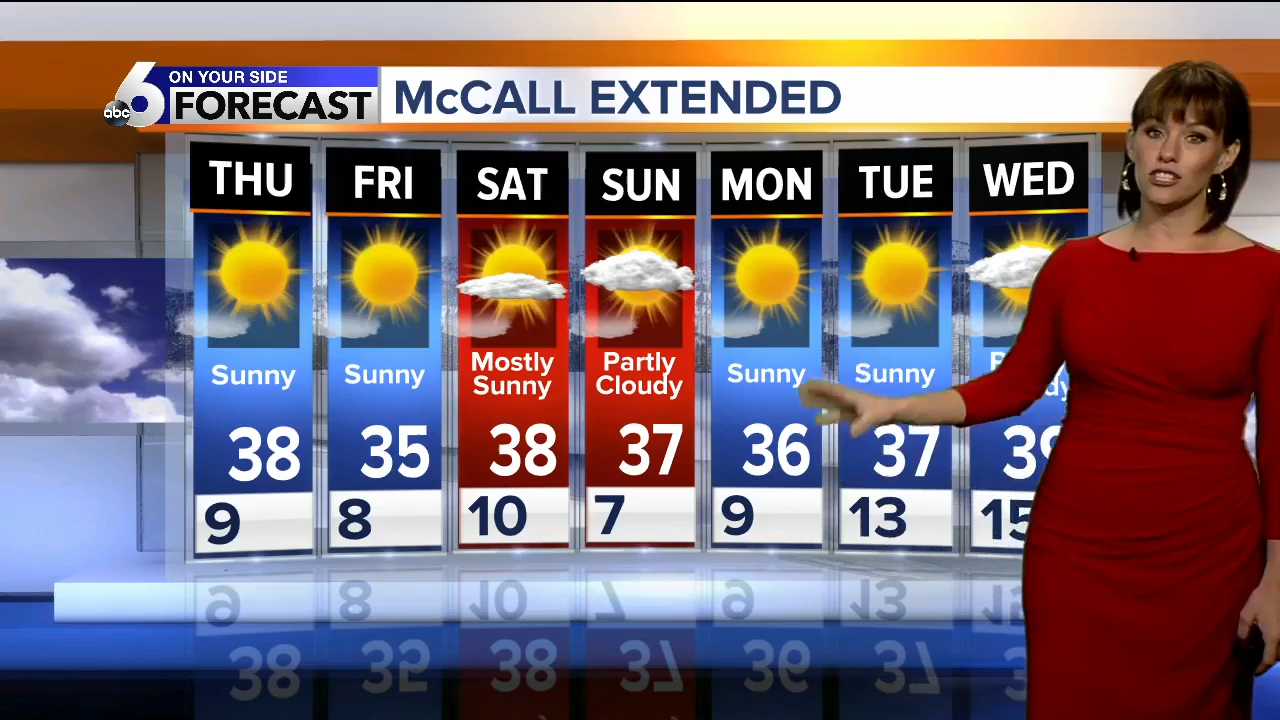 ON YOUR SIDE
abc 6 FORECAST
McCALL EXTENDED
THU FRI SAT SUN MON TUE WED
Sunny Sunny Mostly Sunny Partly Cloudy Sunny Sunny
38 35 38 37 36 37 39
9 8 10 7 9 13 15